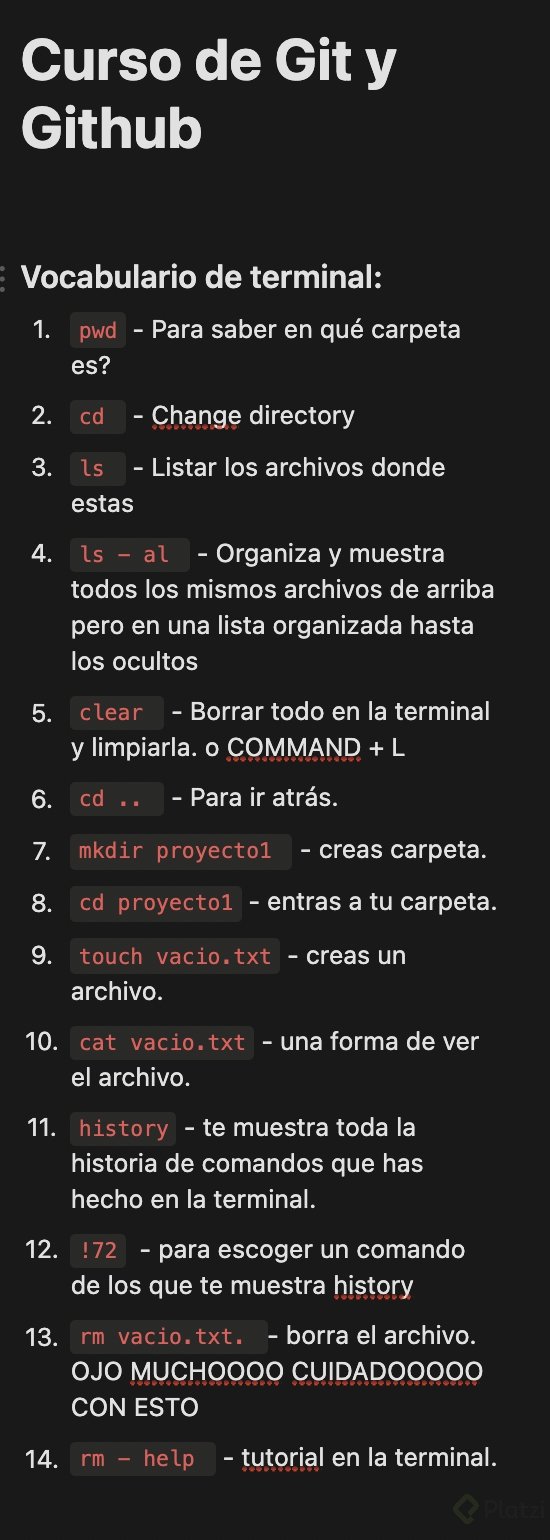 Curso de Git y
Github
Vocabulario de terminal:
1. pwd - Para saber en qué carpeta
es?
2. cd - Change directory
3. ls - Listar los archivos donde
estas
4. ls – al - Organiza y muestra
todos los mismos archivos de arriba
pero en una lista organizada hasta
los ocultos
5. clear - Borrar todo en la terminal
y limpiarla. o COMMAND + L
6. cd .. - Para ir atrás.
7. mkdir proyecto1 - creas carpeta.
8. cd proyecto1 - entras a tu carpeta.
9. touch vacio.txt - creas un
archivo.
10. cat vacio.txt - una forma de ver
el archivo.
11. history - te muestra toda la
historia de comandos que has
hecho en la terminal.
12. !72 - para escoger un comando
de los que te muestra history
13. rm vacio.txt. - borra el archivo.
OJO MUCHOOOO CUIDADOOOOO
CON ESTO
14. rm – help - tutorial en la terminal.
Platzi